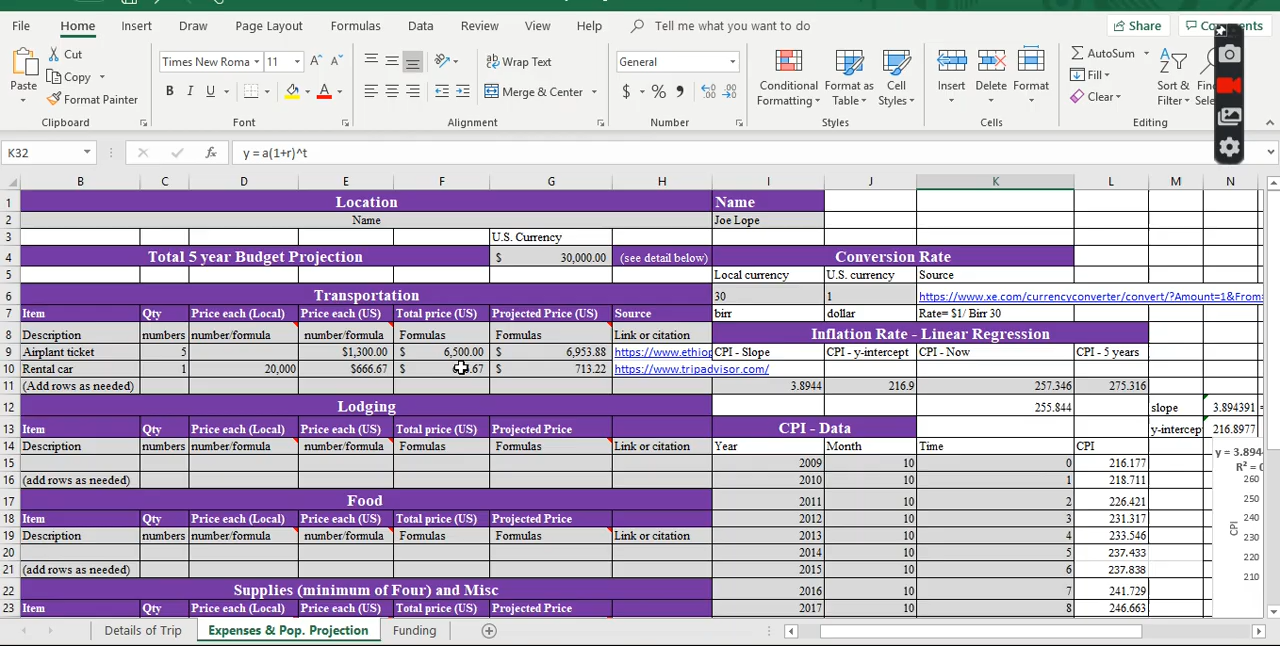 File Home Insert Draw Page Layout Formulas Data Review View Help Tell me what you want to do Share Comments
Cut Times New Roma 11 Wrap Text General AutoSum
Paste Copy Conditional Format as Cell Insert Delete Format Fill Sort & Find
Format Painter Merge & Center $ % Formatting Table Styles Clear Filter
Clipboard Font Alignment Number Styles Cells Editing
K32 fx y = a(1+r)^t
B C D E F G H I J K L M N
1 Location Name
2 Name Joe Lope
3 U.S. Currency
4 Total 5 year Budget Projection $ 30,000.00 (see detail below) Conversion Rate
5 Local currency U.S. currency Source
6 Transportation 30 1 https://www.xe.com/currencyconverter/convert/?Amount=1&From=
7 Item Qty Price each (Local) Price each (US) Total price (US) Projected Price (US) Source birr dollar Rate= $1/ Birr 30
8 Description numbers number/formula number/formula Formulas Formulas Link or citation Inflation Rate - Linear Regression
9 Airplant ticket 5 $1,300.00 $ 6,500.00 $ 6,953.88 https://www.ethiop CPI - Slope CPI - y-intercept CPI - Now CPI - 5 years
10 Rental car 1 20,000 $666.67 $ $ 713.22 https://www.tripadvisor.com/
11 (Add rows as needed) 3.8944 216.9 257.346 275.316
12 Lodging 255.844 slope 3.894391 =
13 Item Qty Price each (Local) Price each (US) Total price (US) Projected Price CPI - Data y-intercep 216.8977
14 Description numbers number/formula number/formula Formulas Formulas Link or citation Year Month Time CPI
15 2009 10 0 216.177
16 (add rows as needed) 2010 10 1 218.711
17 Food 2011 10 2 226.421
18 Item Qty Price each (Local) Price each (US) Total price (US) Projected Price 2012 10 3 231.317
19 Description numbers number/formula number/formula Formulas Formulas Link or citation 2013 10 4 233.546
20 2014 10 5 237.433
21 (add rows as needed) 2015 10 6 237.838
22 Supplies (minimum of Four) and Misc 2016 10 7 241.729
23 Item Qty Price each (Local) Price each (US) Total price (US) Projected Price 2017 10 8 246.663
y = 3.894
R² = 0
260
250
240
230
220
210
CPI
Details of Trip Expenses & Pop. Projection Funding